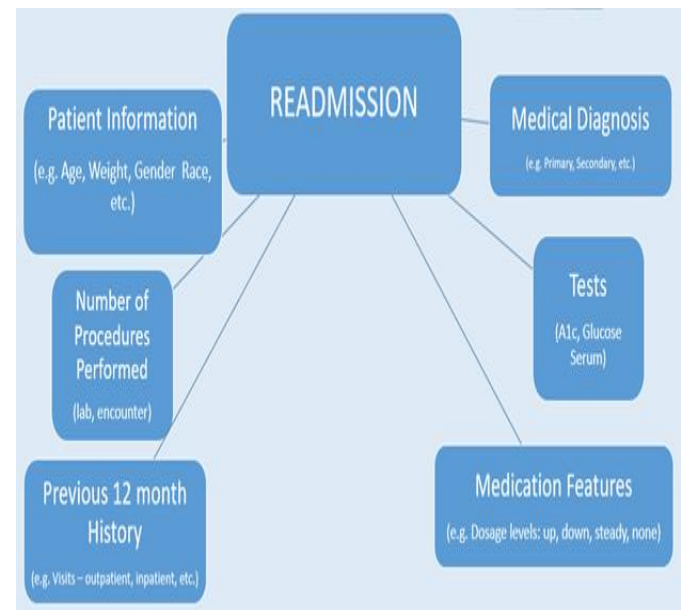 READMISSION
Patient Information
(e.g. Age, Weight, Gender Race,
etc.)
Medical Diagnosis
(e.g. Primary, Secondary, etc.)
Number of
Procedures
Performed
(lab, encounter)
Tests
(A1c, Glucose
Serum)
Previous 12 month
History
(e.g. Visits – outpatient, inpatient, etc.)
Medication Features
(e.g. Dosage levels: up, down, steady, none)